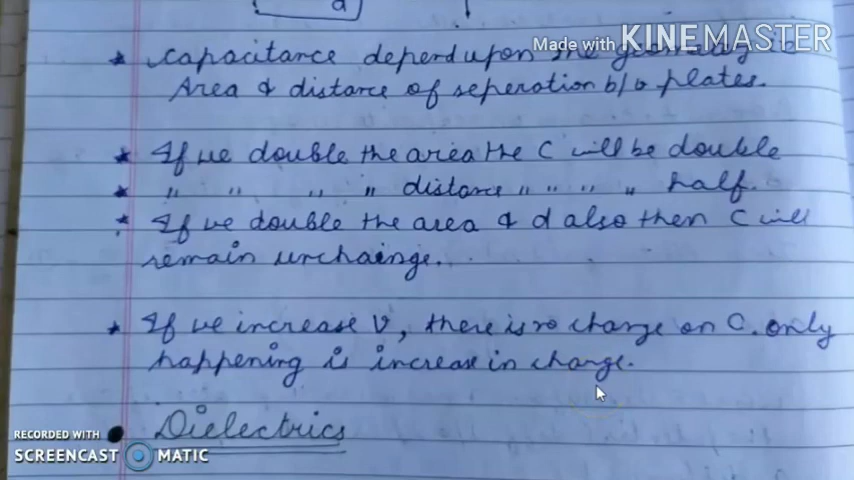 d
Made with KINEMASTER
* Capacitance depend upon the geometry ie
Area & distance of seperation b/w plates.
* If we double the area the C will be double
* " " " " distance " " " " half.
* If we double the area & d also then C will
remain unchainge.
* If we increase V, there is no change on C. only
happening is increase in charge.
• Dielectrics
RECORDED WITH
SCREENCAST MATIC